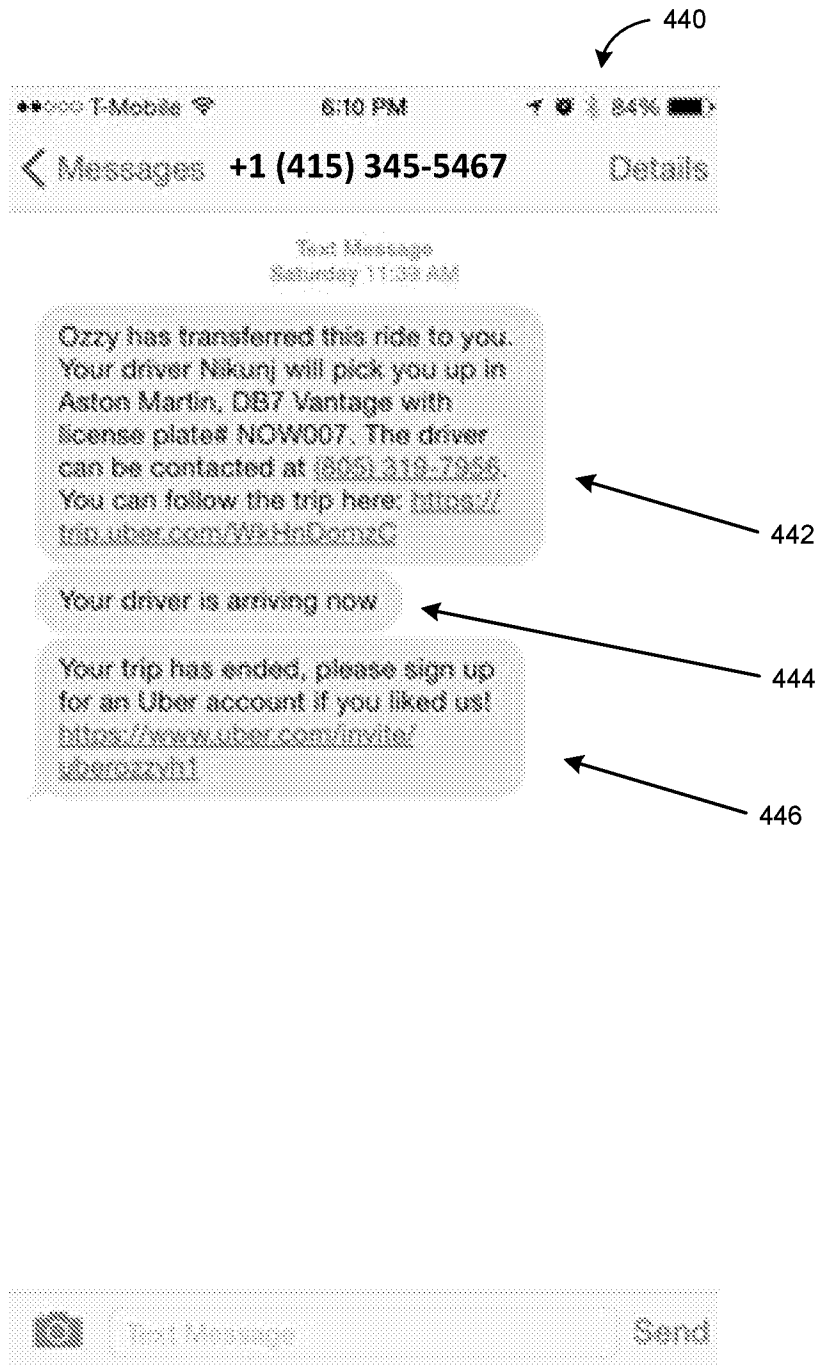 440
T-Mobile 6:10 PM 84%
Messages +1 (415) 345-5467 Details
Text Message
Saturday 11:39 AM
Ozzy has transferred this ride to you.
Your driver Nikunj will pick you up in
Aston Martin, DB7 Vantage with
license plate# NOW007. The driver
can be contacted at (605) 319-7956.
You can follow the trip here: https://
trip.uber.com/WkHnDomzC
442
Your driver is arriving now
444
Your trip has ended, please sign up
for an Uber account if you liked us!
https://www.uber.com/invite/
uberozzyh1
446
Text Message Send